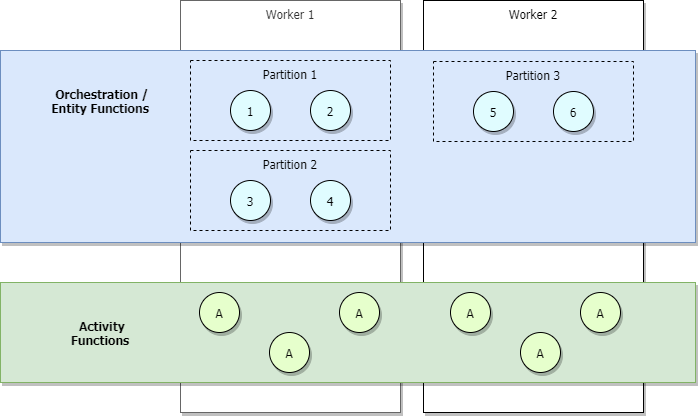 Worker 1
Worker 2
Orchestration /
Entity Functions
Partition 1
1 2
Partition 3
5 6
Partition 2
3 4
Activity
Functions
A A A A
A A